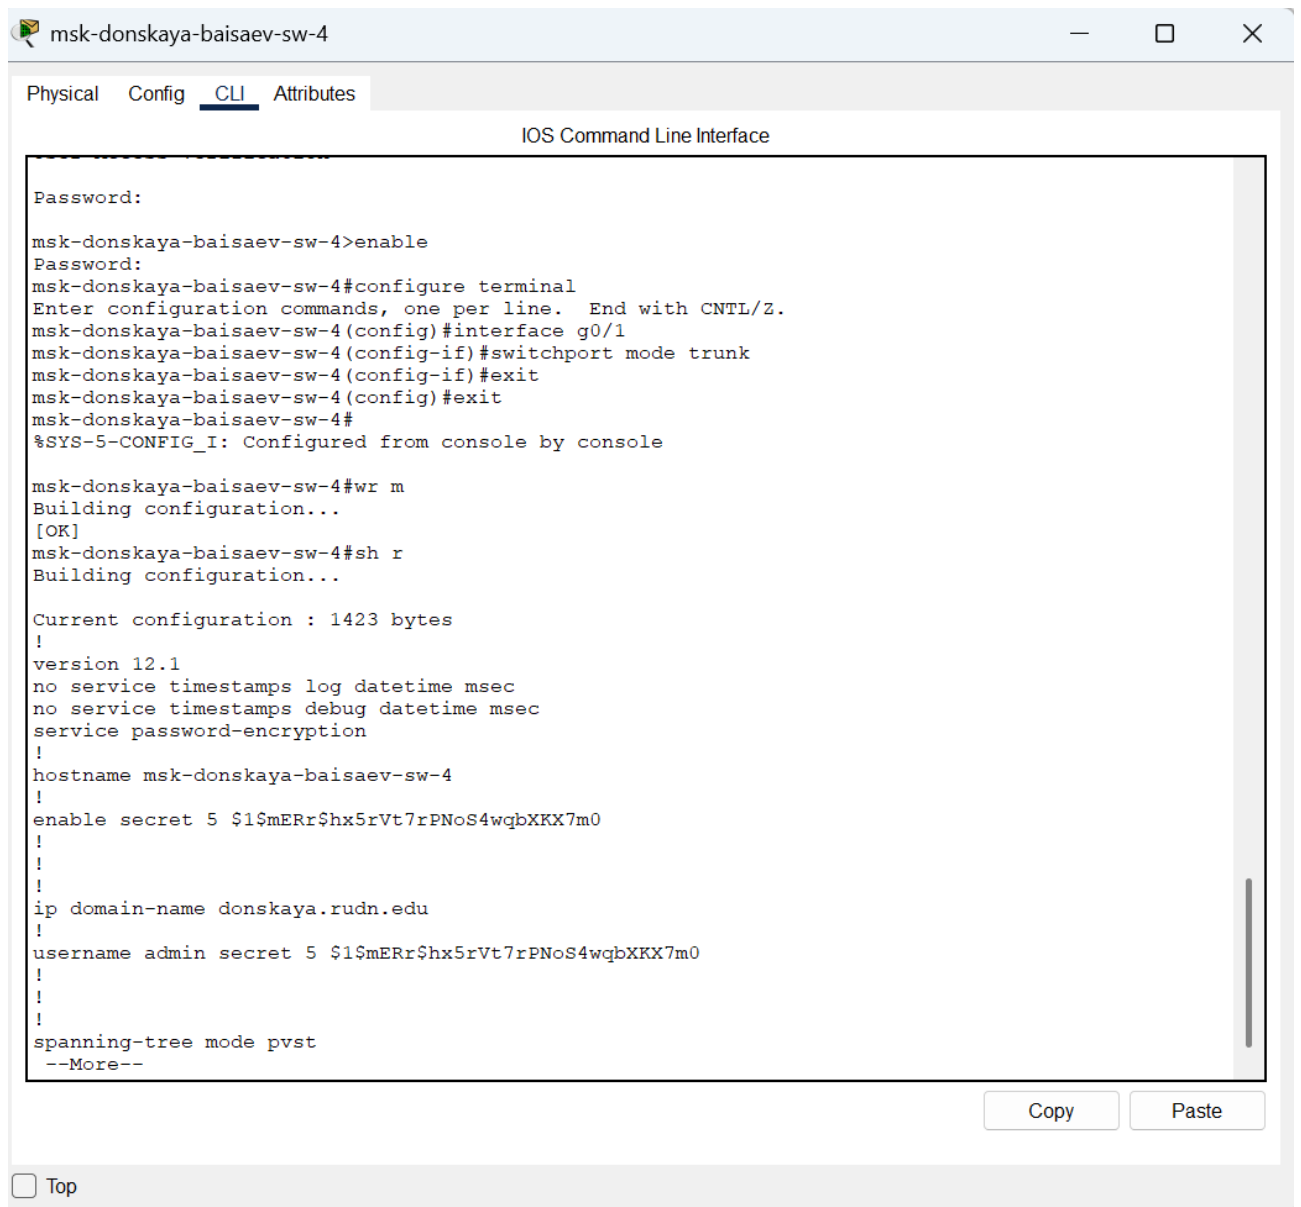 msk-donskaya-baisaev-sw-4
Physical Config CLI Attributes
IOS Command Line Interface
Password:
msk-donskaya-baisaev-sw-4>enable
Password:
msk-donskaya-baisaev-sw-4#configure terminal
Enter configuration commands, one per line.  End with CNTL/Z.
msk-donskaya-baisaev-sw-4(config)#interface g0/1
msk-donskaya-baisaev-sw-4(config-if)#switchport mode trunk
msk-donskaya-baisaev-sw-4(config-if)#exit
msk-donskaya-baisaev-sw-4(config)#exit
msk-donskaya-baisaev-sw-4#
%SYS-5-CONFIG_I: Configured from console by console
msk-donskaya-baisaev-sw-4#wr m
Building configuration...
[OK]
msk-donskaya-baisaev-sw-4#sh r
Building configuration...
Current configuration : 1423 bytes
!
version 12.1
no service timestamps log datetime msec
no service timestamps debug datetime msec
service password-encryption
!
hostname msk-donskaya-baisaev-sw-4
!
enable secret 5 $1$mERr$hx5rVt7rPNoS4wqbXKX7m0
!
!
!
ip domain-name donskaya.rudn.edu
!
username admin secret 5 $1$mERr$hx5rVt7rPNoS4wqbXKX7m0
!
!
!
spanning-tree mode pvst
--More--
Copy Paste
Top